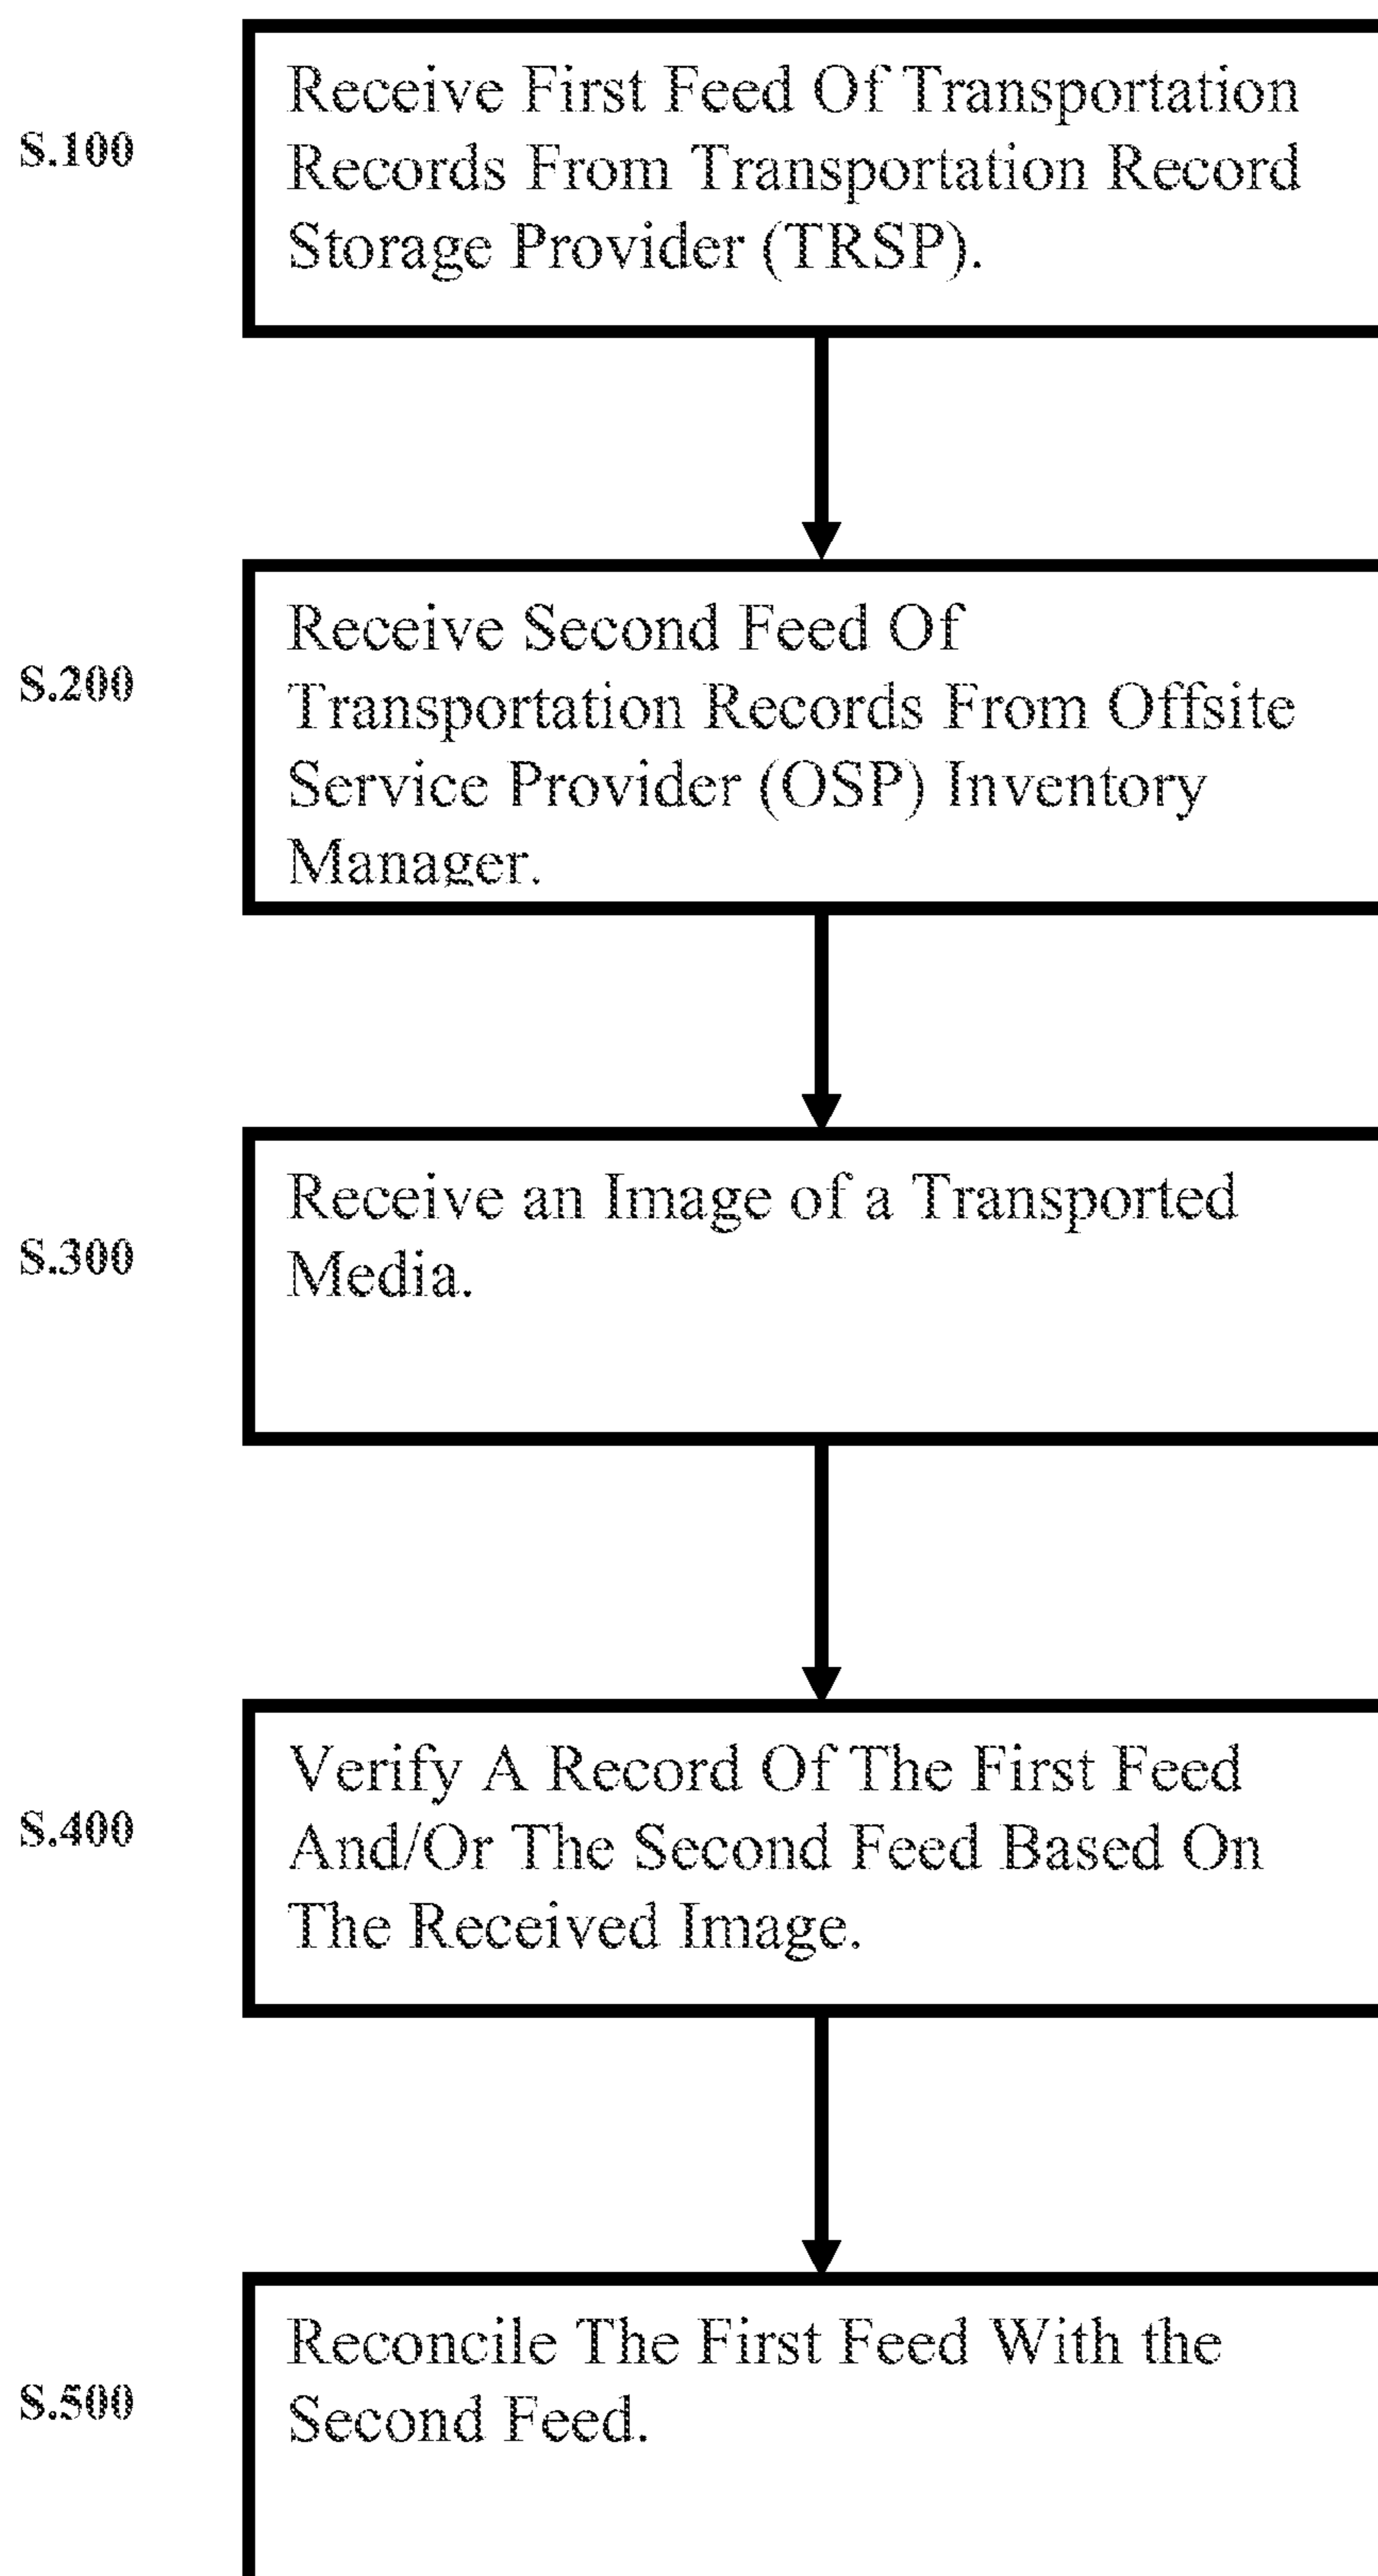 S.100
Receive First Feed Of Transportation
Records From Transportation Record
Storage Provider (TRSP).
S.200
Receive Second Feed Of
Transportation Records From Offsite
Service Provider (OSP) Inventory
Manager.
S.300
Receive an Image of a Transported
Media.
S.400
Verify A Record Of The First Feed
And/Or The Second Feed Based On
The Received Image.
S.500
Reconcile The First Feed With the
Second Feed.